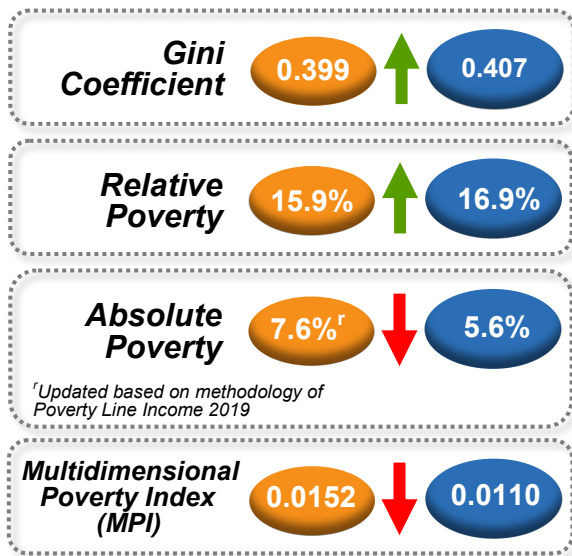 Gini
Coefficient
0.399
0.407
Relative
Poverty
15.9%
16.9%
Absolute
Poverty
7.6%r
5.6%
rUpdated based on methodology of
Poverty Line Income 2019
Multidimensional
Poverty Index
(MPI)
0.0152
0.0110